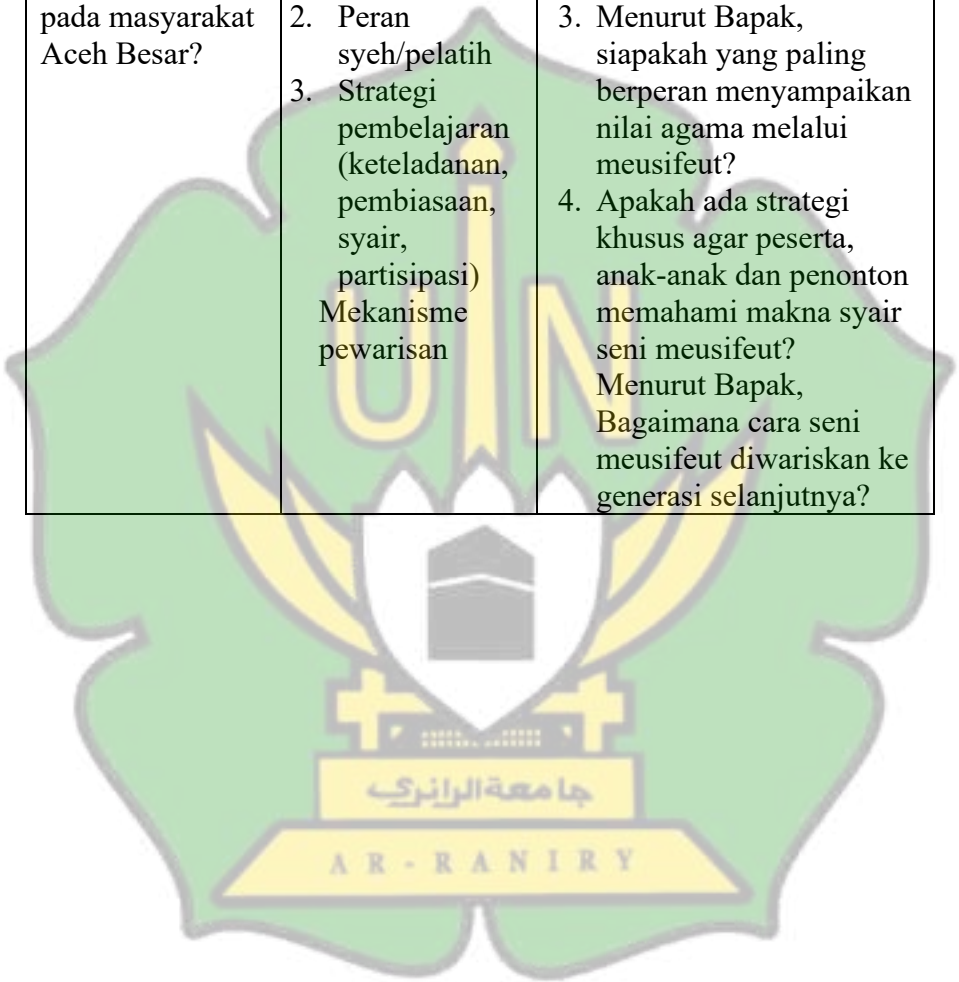 pada masyarakat
Aceh Besar?
2. Peran
syeh/pelatih
3. Strategi
pembelajaran
(keteladanan,
pembiasaan,
syair,
partisipasi)
Mekanisme
pewarisan
3. Menurut Bapak,
siapakah yang paling
berperan menyampaikan
nilai agama melalui
meusifeut?
4. Apakah ada strategi
khusus agar peserta,
anak-anak dan penonton
memahami makna syair
seni meusifeut?
Menurut Bapak,
Bagaimana cara seni
meusifeut diwariskan ke
generasi selanjutnya?
UIN
جامعة الرانري
AR-RANIRY